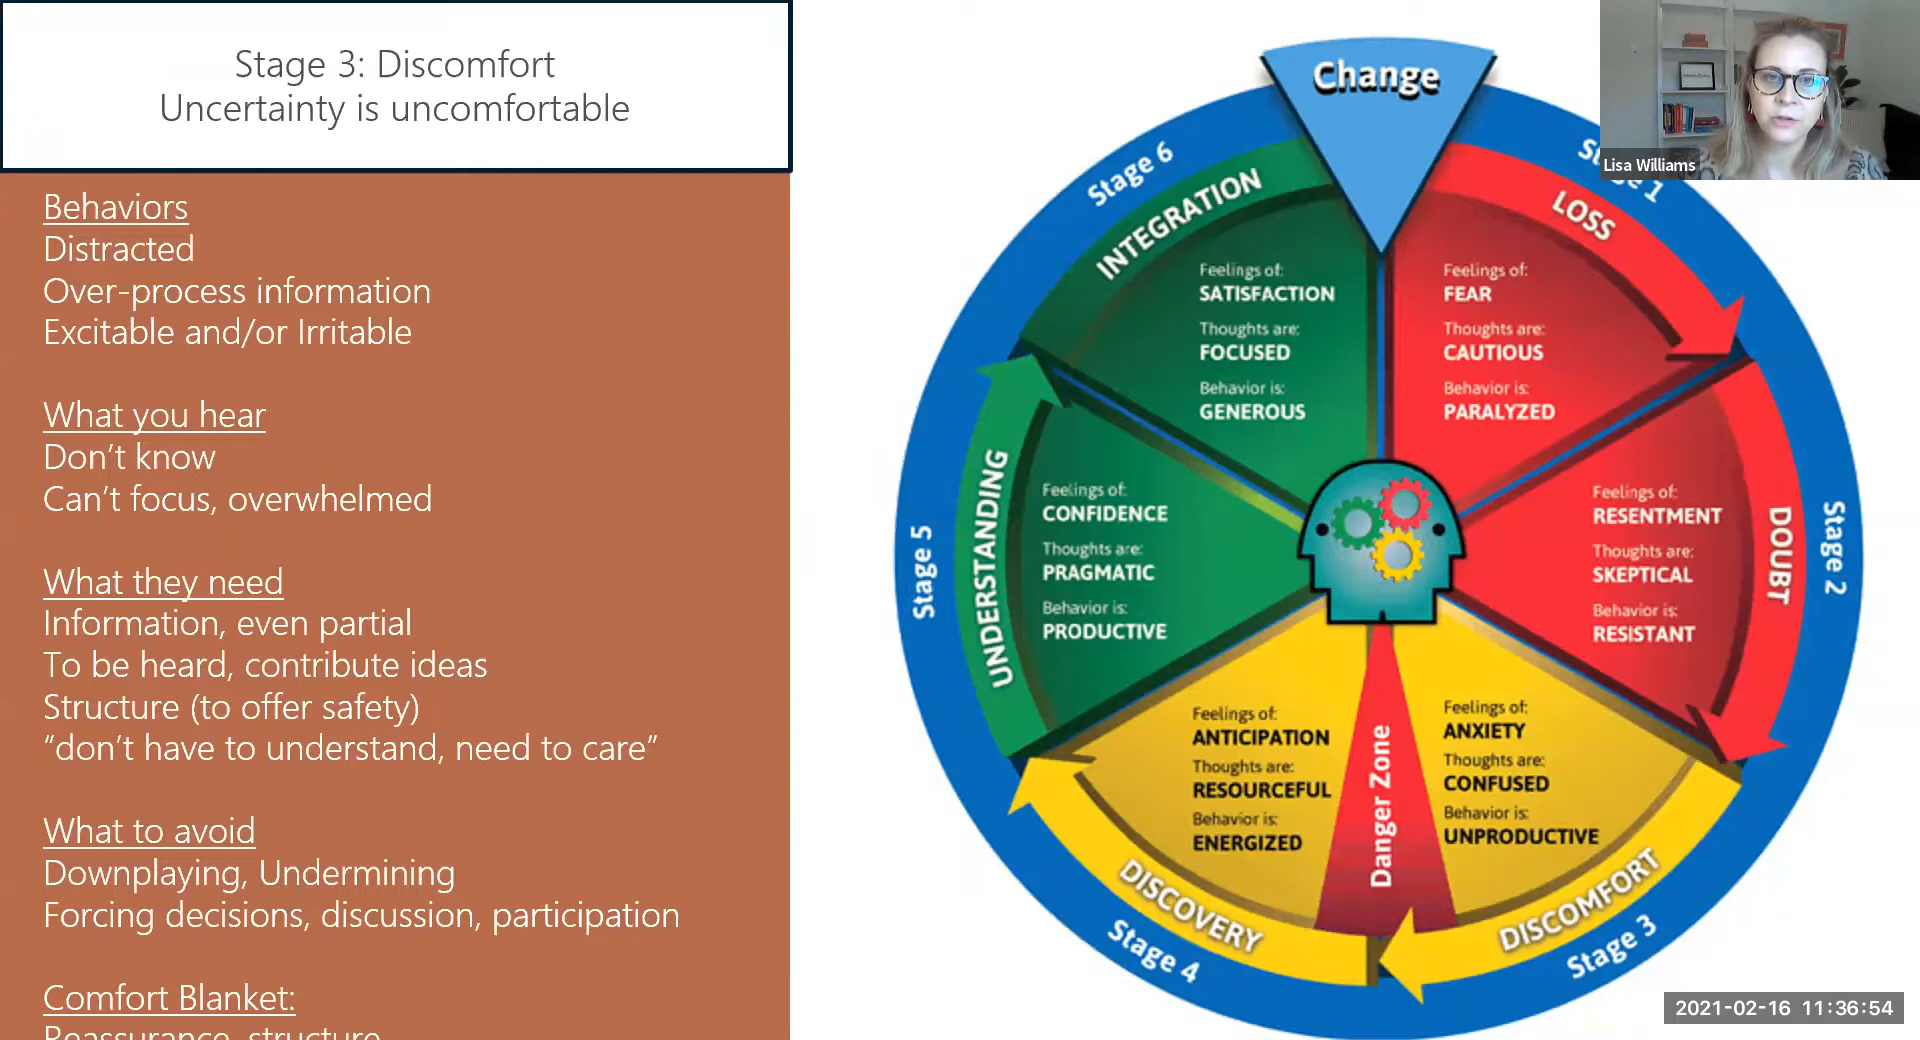 Stage 3: Discomfort
Uncertainty is uncomfortable
Behaviors
Distracted
Over-process information
Excitable and/or Irritable
What you hear
Don’t know
Can’t focus, overwhelmed
What they need
Information, even partial
To be heard, contribute ideas
Structure (to offer safety)
“don’t have to understand, need to care”
What to avoid
Downplaying, Undermining
Forcing decisions, discussion, participation
Comfort Blanket:
Reassurance, structure
Change
Stage 1
LOSS
Feelings of:
FEAR
Thoughts are:
CAUTIOUS
Behavior is:
PARALYZED
Stage 2
DOUBT
Feelings of:
RESENTMENT
Thoughts are:
SKEPTICAL
Behavior is:
RESISTANT
Stage 3
DISCOMFORT
Feelings of:
ANXIETY
Thoughts are:
CONFUSED
Behavior is:
UNPRODUCTIVE
Danger Zone
Stage 4
DISCOVERY
Feelings of:
ANTICIPATION
Thoughts are:
RESOURCEFUL
Behavior is:
ENERGIZED
Stage 5
UNDERSTANDING
Feelings of:
CONFIDENCE
Thoughts are:
PRAGMATIC
Behavior is:
PRODUCTIVE
Stage 6
INTEGRATION
Feelings of:
SATISFACTION
Thoughts are:
FOCUSED
Behavior is:
GENEROUS
Lisa Williams
2021-02-16 11:36:54